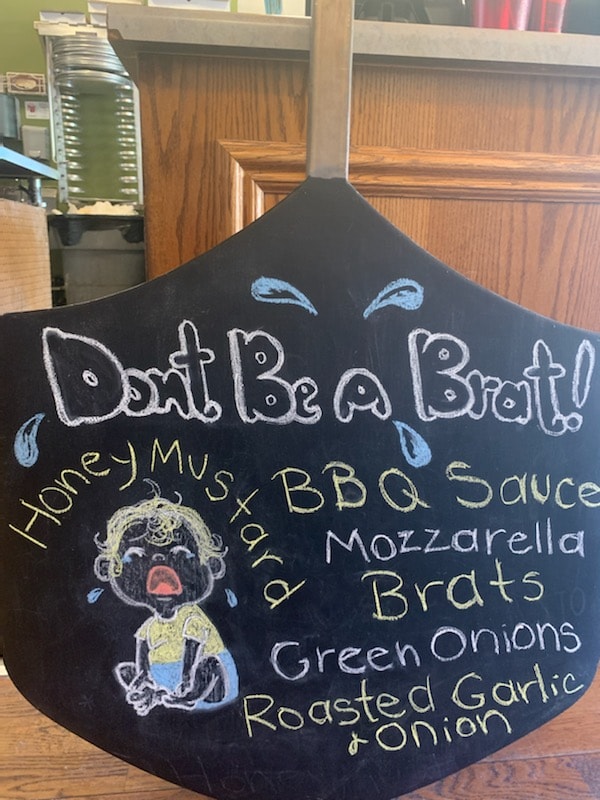 Dont Be a Brat!
Honey Mustard
BBQ Sauce
Mozzarella
Brats
Green Onions
Roasted Garlic
& Onion